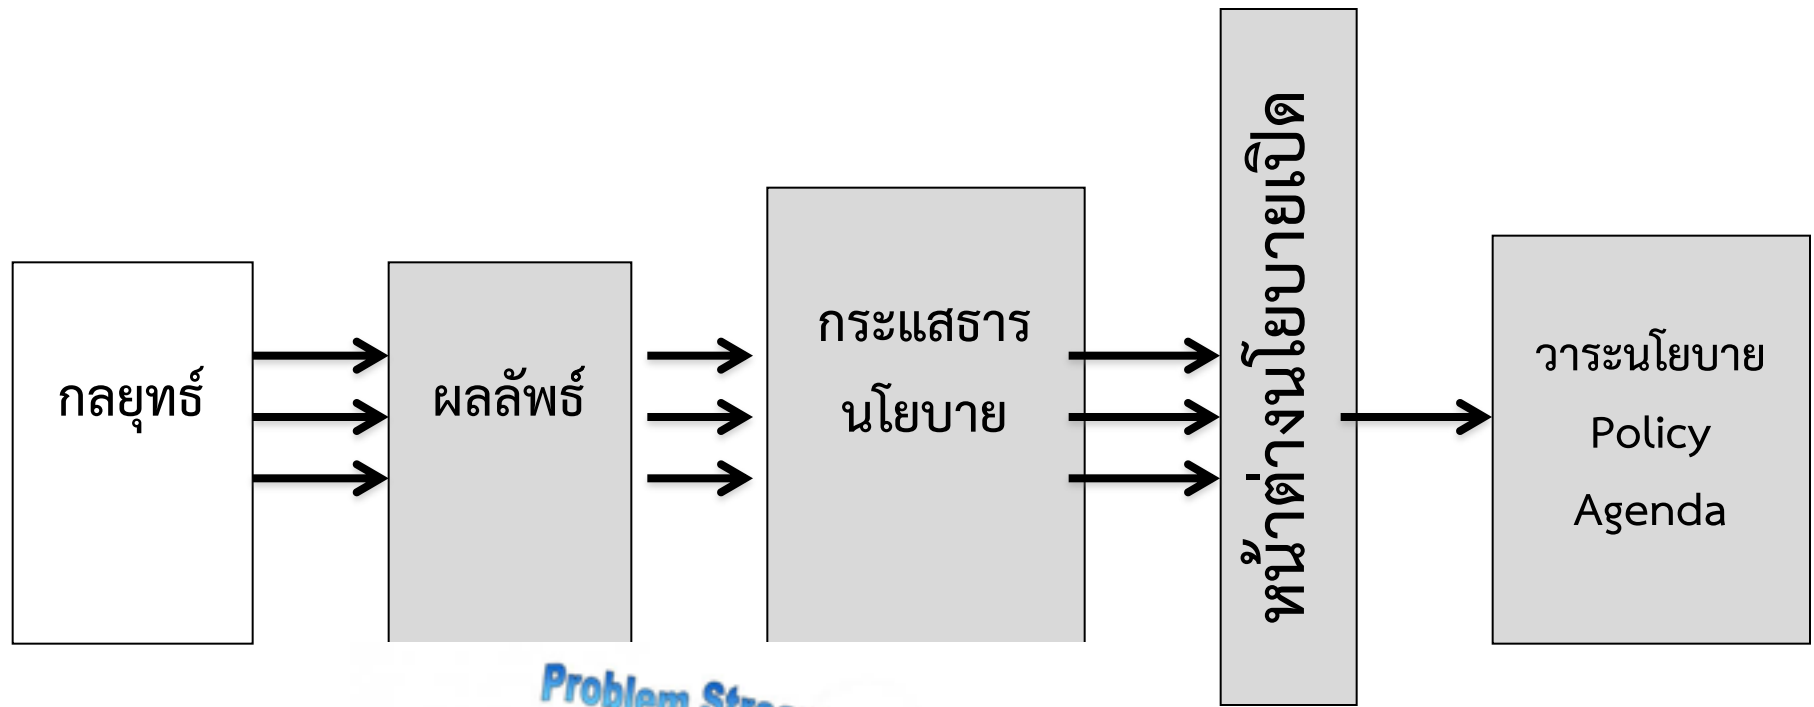 กลยุทธ์
ผลลัพธ์
กระแสธาร
นโยบาย
หน้าต่างนโยบายเปิด
วาระนโยบาย
Policy
Agenda
Problem